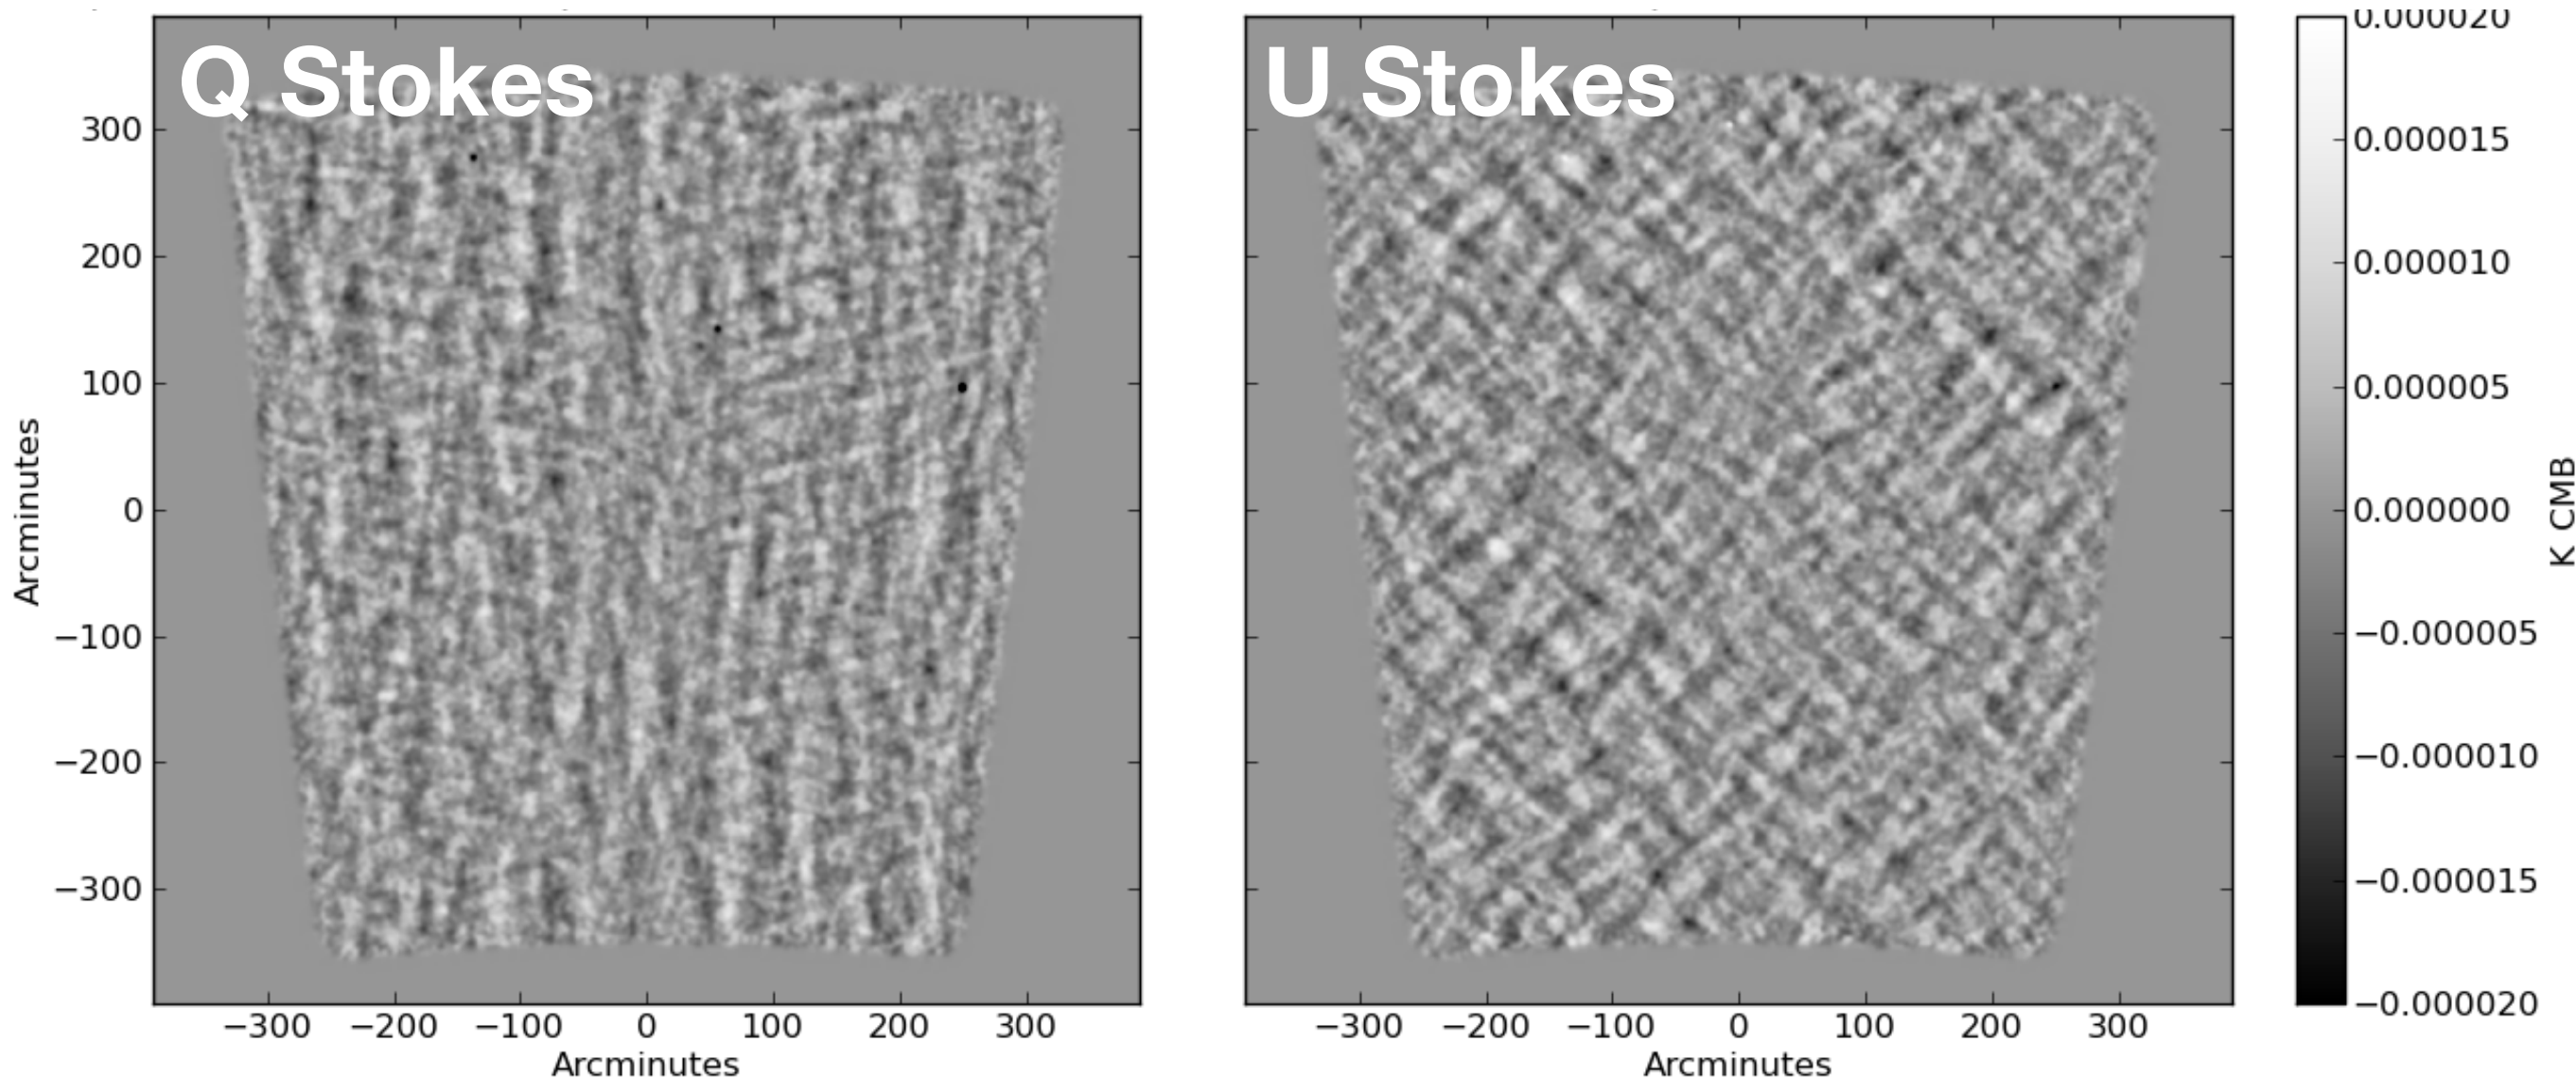 Q Stokes
300
200
100
0
−100
−200
−300
Arcminutes
−300 −200 −100 0 100 200 300
Arcminutes
U Stokes
−300 −200 −100 0 100 200 300
Arcminutes
0.000020
0.000015
0.000010
0.000005
0.000000
−0.000005
−0.000010
−0.000015
−0.000020
K CMB